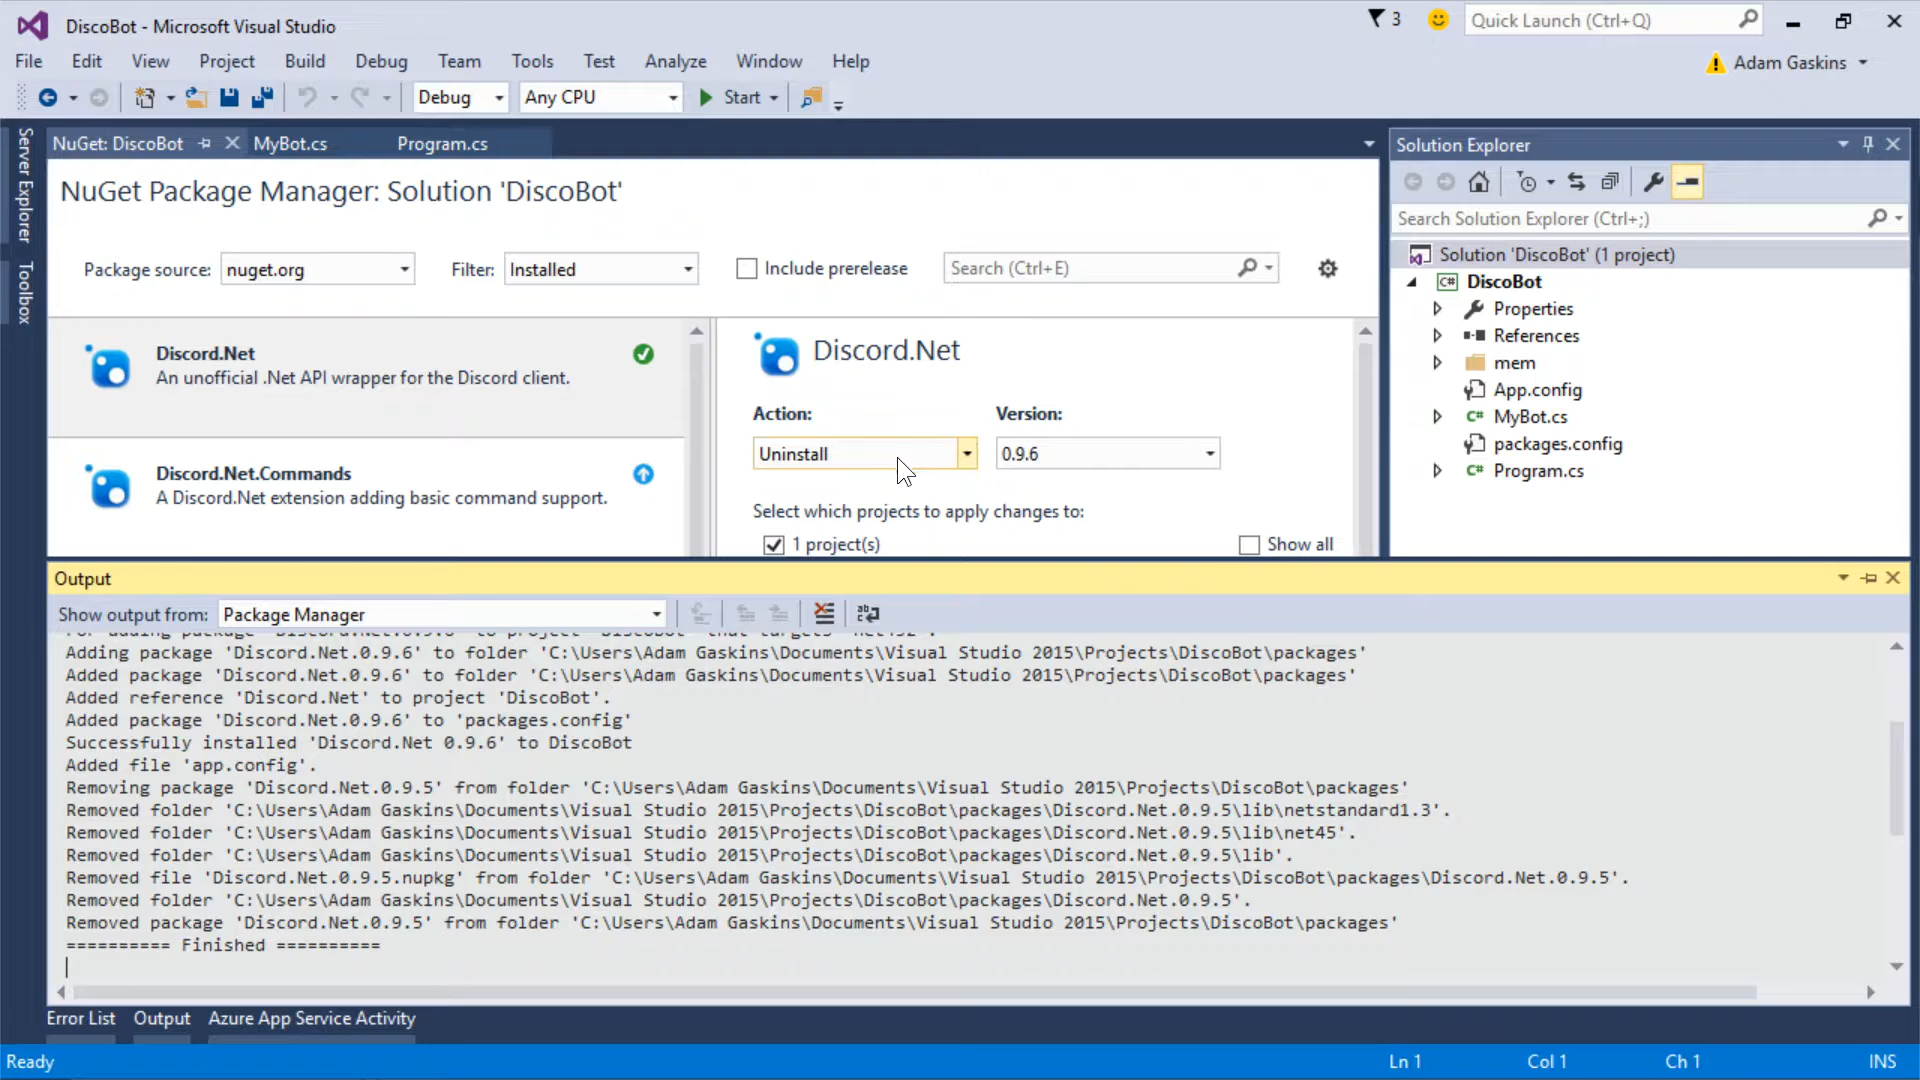 DiscoBot - Microsoft Visual Studio
3
Quick Launch (Ctrl+Q)
File Edit View Project Build Debug Team Tools Test Analyze Window Help
Adam Gaskins
Debug
Any CPU
Start
Server Explorer
Toolbox
NuGet: DiscoBot
MyBot.cs
Program.cs
NuGet Package Manager: Solution 'DiscoBot'
Package source: nuget.org
Filter: Installed
Include prerelease
Search (Ctrl+E)
Discord.Net
An unofficial .Net API wrapper for the Discord client.
Discord.Net.Commands
A Discord.Net extension adding basic command support.
Discord.Net
Action: Version:
Uninstall
0.9.6
Select which projects to apply changes to:
1 project(s)
Show all
Solution Explorer
Search Solution Explorer (Ctrl+;)
Solution 'DiscoBot' (1 project)
C# DiscoBot
Properties
References
mem
App.config
C# MyBot.cs
packages.config
C# Program.cs
Output
Show output from: Package Manager
Adding package 'Discord.Net.0.9.6' to folder 'C:\Users\Adam Gaskins\Documents\Visual Studio 2015\Projects\DiscoBot\packages'
Added package 'Discord.Net.0.9.6' to folder 'C:\Users\Adam Gaskins\Documents\Visual Studio 2015\Projects\DiscoBot\packages'
Added reference 'Discord.Net' to project 'DiscoBot'.
Added package 'Discord.Net.0.9.6' to 'packages.config'
Successfully installed 'Discord.Net 0.9.6' to DiscoBot
Added file 'app.config'.
Removing package 'Discord.Net.0.9.5' from folder 'C:\Users\Adam Gaskins\Documents\Visual Studio 2015\Projects\DiscoBot\packages'
Removed folder 'C:\Users\Adam Gaskins\Documents\Visual Studio 2015\Projects\DiscoBot\packages\Discord.Net.0.9.5\lib\netstandard1.3'.
Removed folder 'C:\Users\Adam Gaskins\Documents\Visual Studio 2015\Projects\DiscoBot\packages\Discord.Net.0.9.5\lib\net45'.
Removed folder 'C:\Users\Adam Gaskins\Documents\Visual Studio 2015\Projects\DiscoBot\packages\Discord.Net.0.9.5\lib'.
Removed file 'Discord.Net.0.9.5.nupkg' from folder 'C:\Users\Adam Gaskins\Documents\Visual Studio 2015\Projects\DiscoBot\packages\Discord.Net.0.9.5'.
Removed folder 'C:\Users\Adam Gaskins\Documents\Visual Studio 2015\Projects\DiscoBot\packages\Discord.Net.0.9.5'.
Removed package 'Discord.Net.0.9.5' from folder 'C:\Users\Adam Gaskins\Documents\Visual Studio 2015\Projects\DiscoBot\packages'
========== Finished ==========
Error List Output Azure App Service Activity
Ready
Ln 1 Col 1 Ch 1 INS